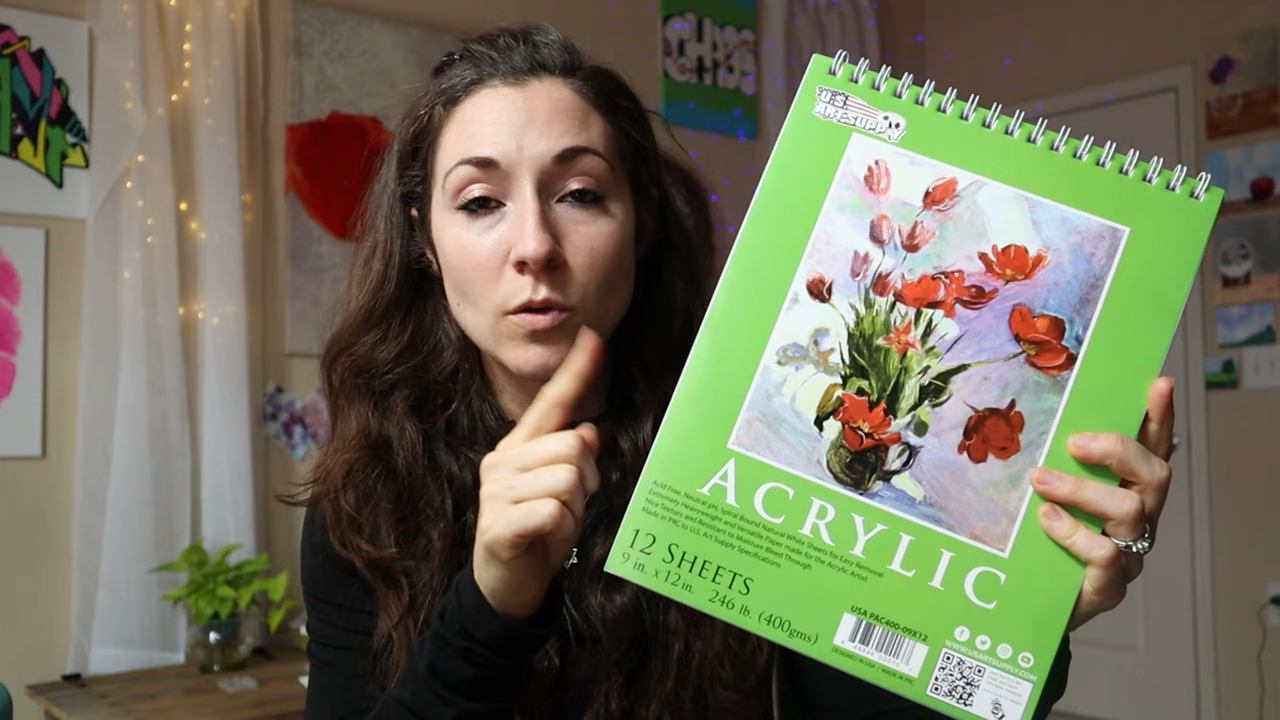 U.S.
ART SUPPLY
ACRYLIC
Acid Free, Neutral pH, Spiral Bound Natural White Sheets for Easy Removal
Extremely Heavyweight and Versatile Paper made for the Acrylic Artist
Nice Texture and Resistant to Moisture Bleed Through
Made in PRC to U.S. Art Supply Specifications
12 SHEETS
9 in. x 12 in. 246 lb. (400gms)
USA PAC400-09X12
DESIGNED IN USA | MADE IN PRC
WWW.USARTSUPPLY.COM